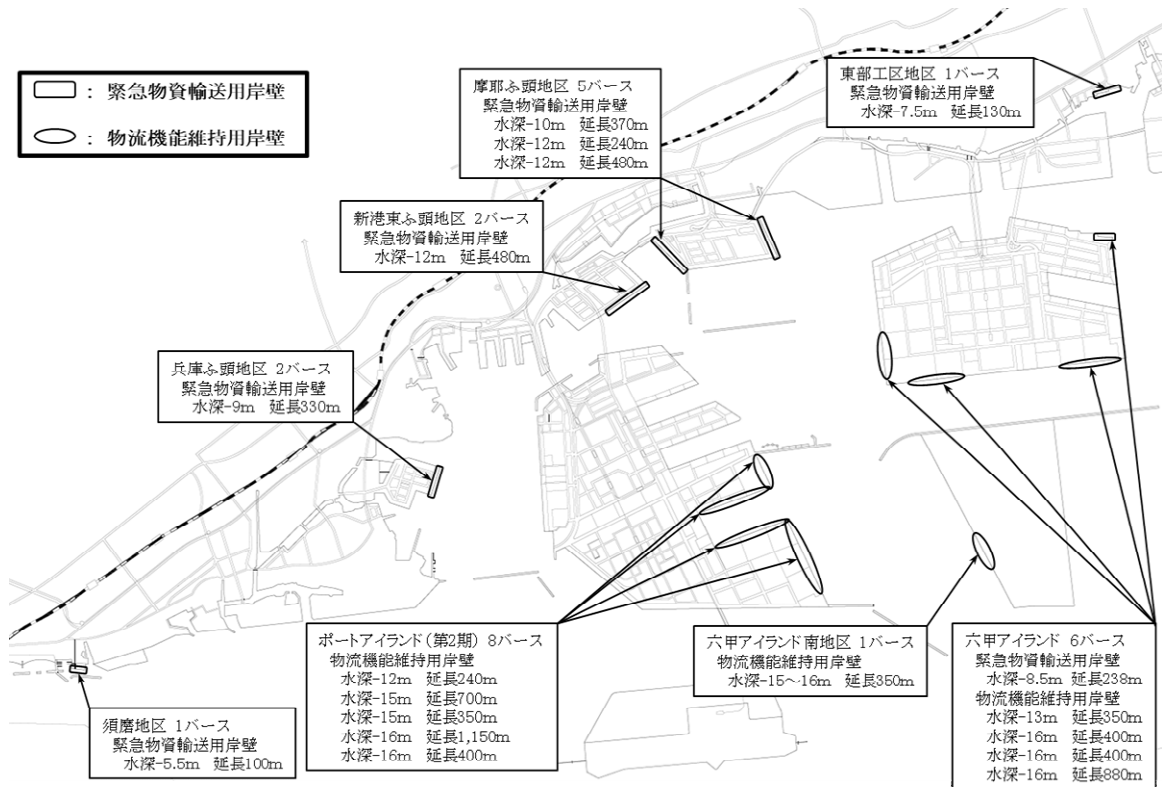 : 緊急物資輸送用岸壁
: 物流機能維持用岸壁
摩耶ふ頭地区 5バース
緊急物資輸送用岸壁
水深-10m 延長370m
水深-12m 延長240m
水深-12m 延長480m
東部工区地区 1バース
緊急物資輸送用岸壁
水深-7.5m 延長130m
新港東ふ頭地区 2バース
緊急物資輸送用岸壁
水深-12m 延長480m
兵庫ふ頭地区 2バース
緊急物資輸送用岸壁
水深-9m 延長330m
須磨地区 1バース
緊急物資輸送用岸壁
水深-5.5m 延長100m
ポートアイランド(第2期) 8バース
物流機能維持用岸壁
水深-12m 延長240m
水深-15m 延長700m
水深-15m 延長350m
水深-16m 延長1,150m
水深-16m 延長400m
六甲アイランド南地区 1バース
物流機能維持用岸壁
水深-15~16m 延長350m
六甲アイランド 6バース
緊急物資輸送用岸壁
水深-8.5m 延長238m
物流機能維持用岸壁
水深-13m 延長350m
水深-16m 延長400m
水深-16m 延長400m
水深-16m 延長880m